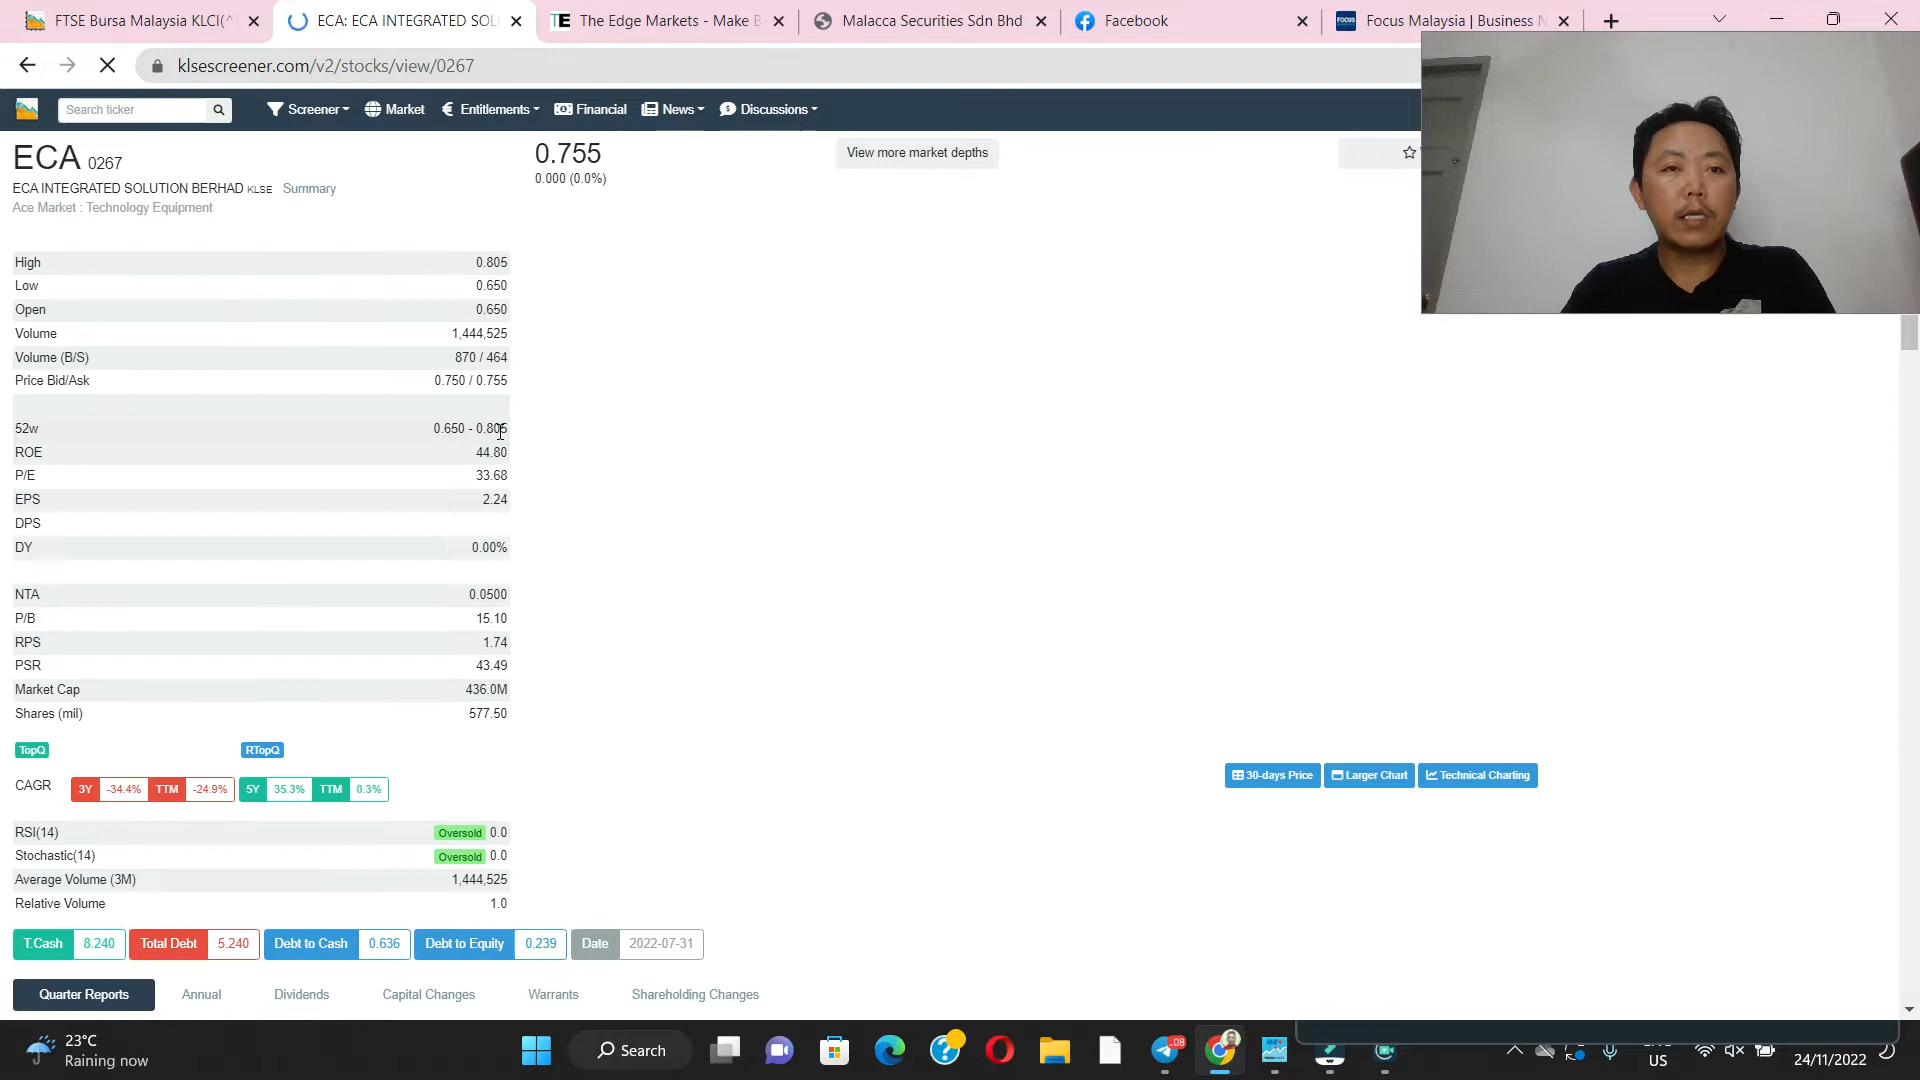 FTSE Bursa Malaysia KLCI(^
ECA: ECA INTEGRATED SOL
The Edge Markets - Make B
Malacca Securities Sdn Bhd
Facebook
Focus Malaysia | Business N
klsescreener.com/v2/stocks/view/0267
Search ticker
Screener
Market
Entitlements
Financial
News
Discussions
ECA 0267
0.755
0.000 (0.0%)
View more market depths
ECA INTEGRATED SOLUTION BERHAD KLSE Summary
Ace Market : Technology Equipment
High 0.805
Low 0.650
Open 0.650
Volume 1,444,525
Volume (B/S) 870 / 464
Price Bid/Ask 0.750 / 0.755
52w 0.650 - 0.805
ROE 44.80
P/E 33.68
EPS 2.24
DPS
DY 0.00%
NTA 0.0500
P/B 15.10
RPS 1.74
PSR 43.49
Market Cap 436.0M
Shares (mil) 577.50
TopQ RTopQ
CAGR 3Y -34.4% TTM -24.9% 5Y 35.3% TTM 0.3%
30-days Price Larger Chart Technical Charting
RSI(14) Oversold 0.0
Stochastic(14) Oversold 0.0
Average Volume (3M) 1,444,525
Relative Volume 1.0
T.Cash 8.240 Total Debt 5.240 Debt to Cash 0.636 Debt to Equity 0.239 Date 2022-07-31
Quarter Reports Annual Dividends Capital Changes Warrants Shareholding Changes
23°C
Raining now
Search
US
24/11/2022